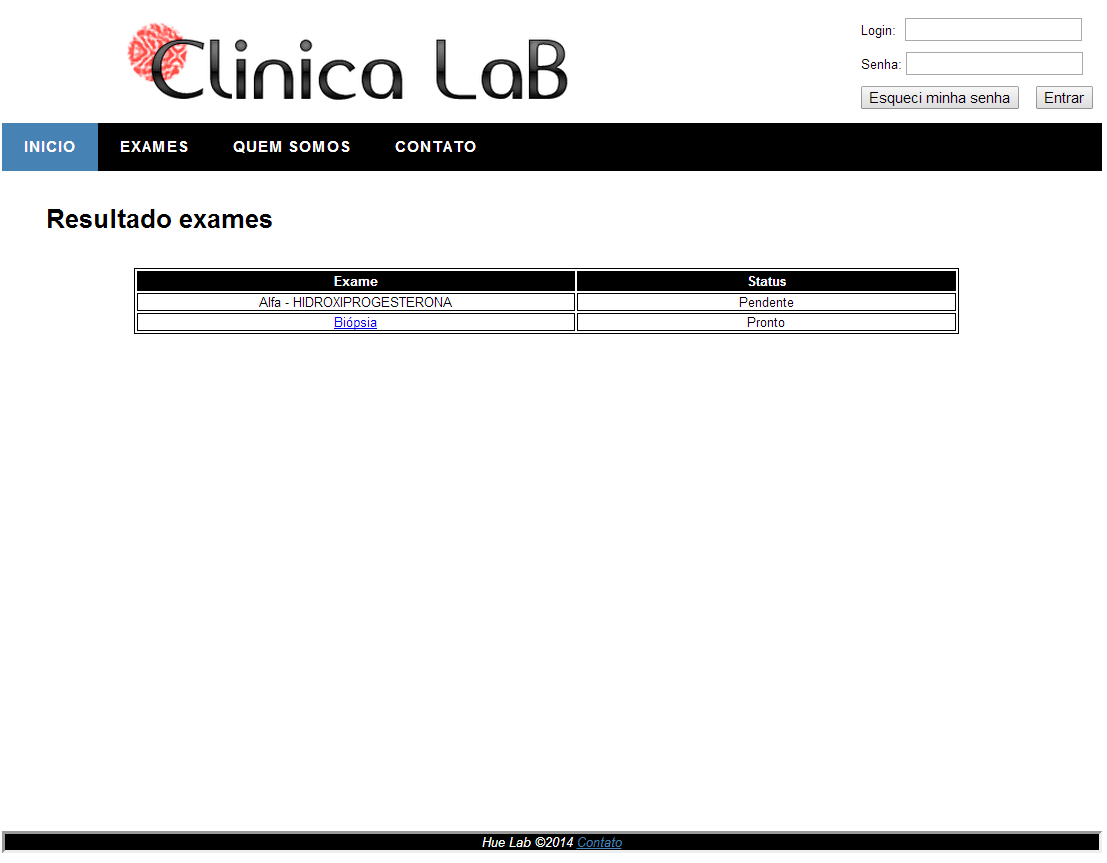 Clinica LaB
Login:
Senha:
Esqueci minha senha Entrar
INICIO EXAMES QUEM SOMOS CONTATO
Resultado exames
Exame Status
Alfa - HIDROXIPROGESTERONA Pendente
Biópsia Pronto
Hue Lab ©2014 Contato